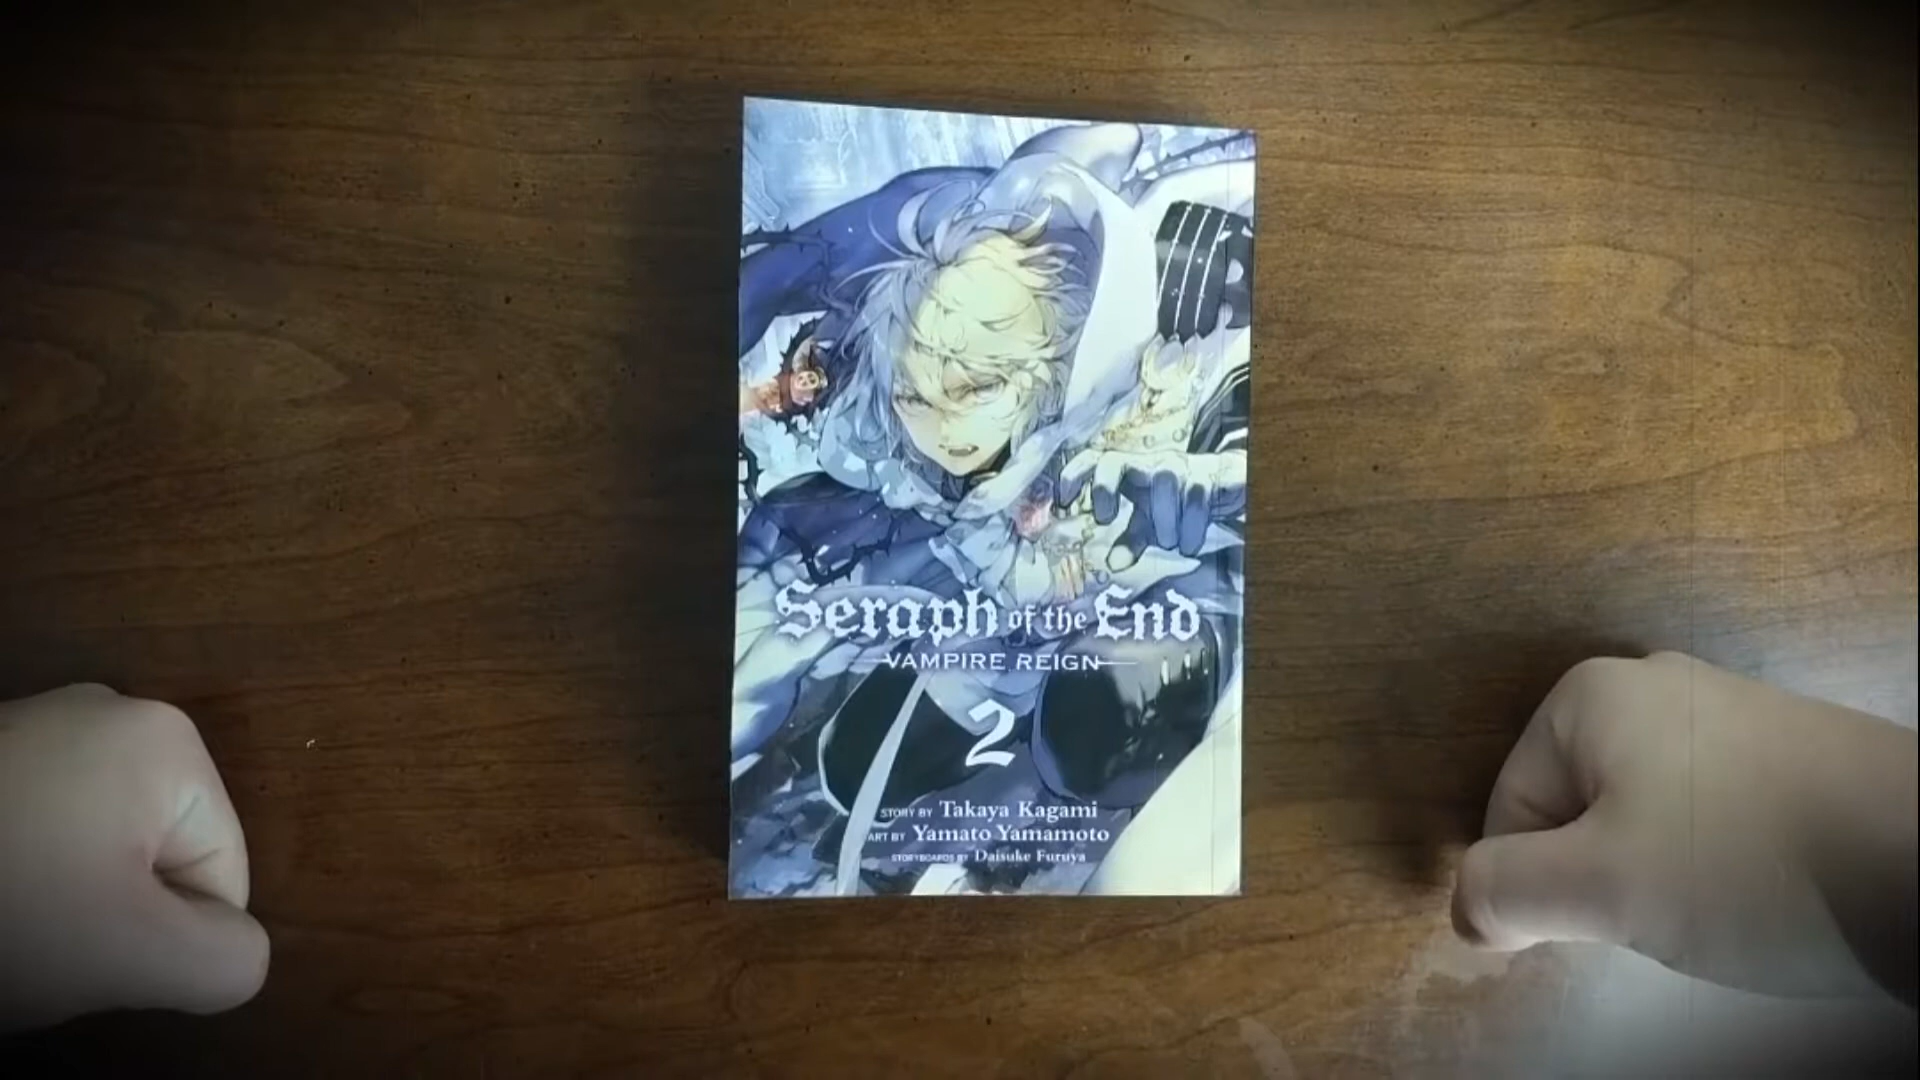 Seraph of the End
VAMPIRE REIGN
2
STORY BY Takaya Kagami
ART BY Yamato Yamamoto
STORYBOARDS BY Daisuke Furuya